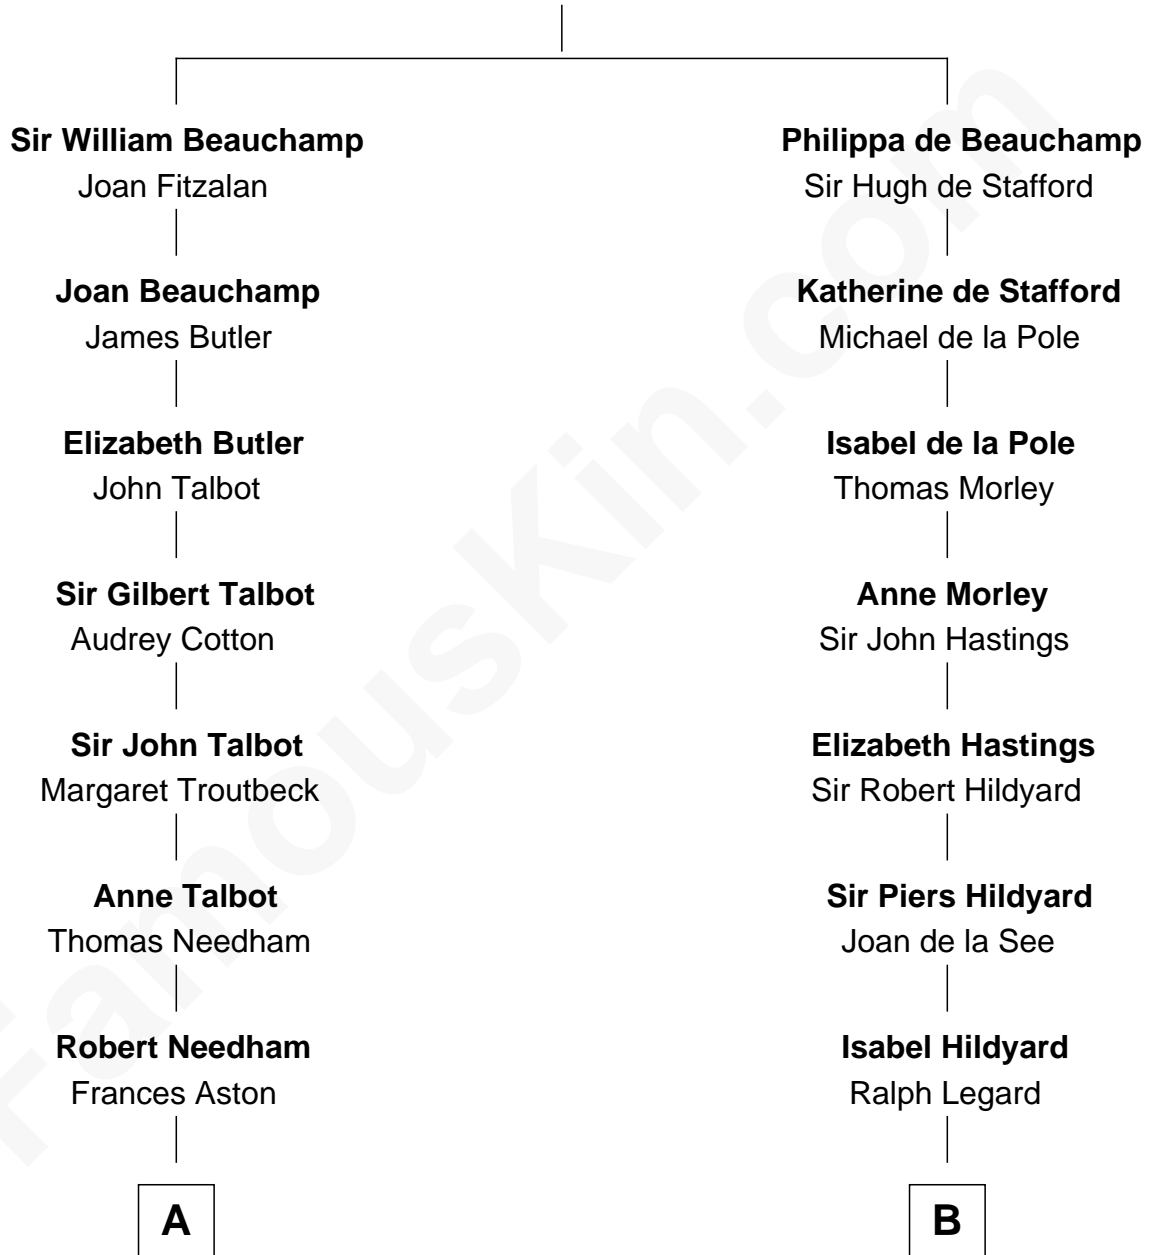 Sir William Beauchamp
Joan Fitzalan
Joan Beauchamp
James Butler
Elizabeth Butler
John Talbot
Sir Gilbert Talbot
Audrey Cotton
Sir John Talbot
Margaret Troutbeck
Anne Talbot
Thomas Needham
Robert Needham
Frances Aston
A
Philippa de Beauchamp
Sir Hugh de Stafford
Katherine de Stafford
Michael de la Pole
Isabel de la Pole
Thomas Morley
Anne Morley
Sir John Hastings
Elizabeth Hastings
Sir Robert Hildyard
Sir Piers Hildyard
Joan de la See
Isabel Hildyard
Ralph Legard
B
FamousKin.com